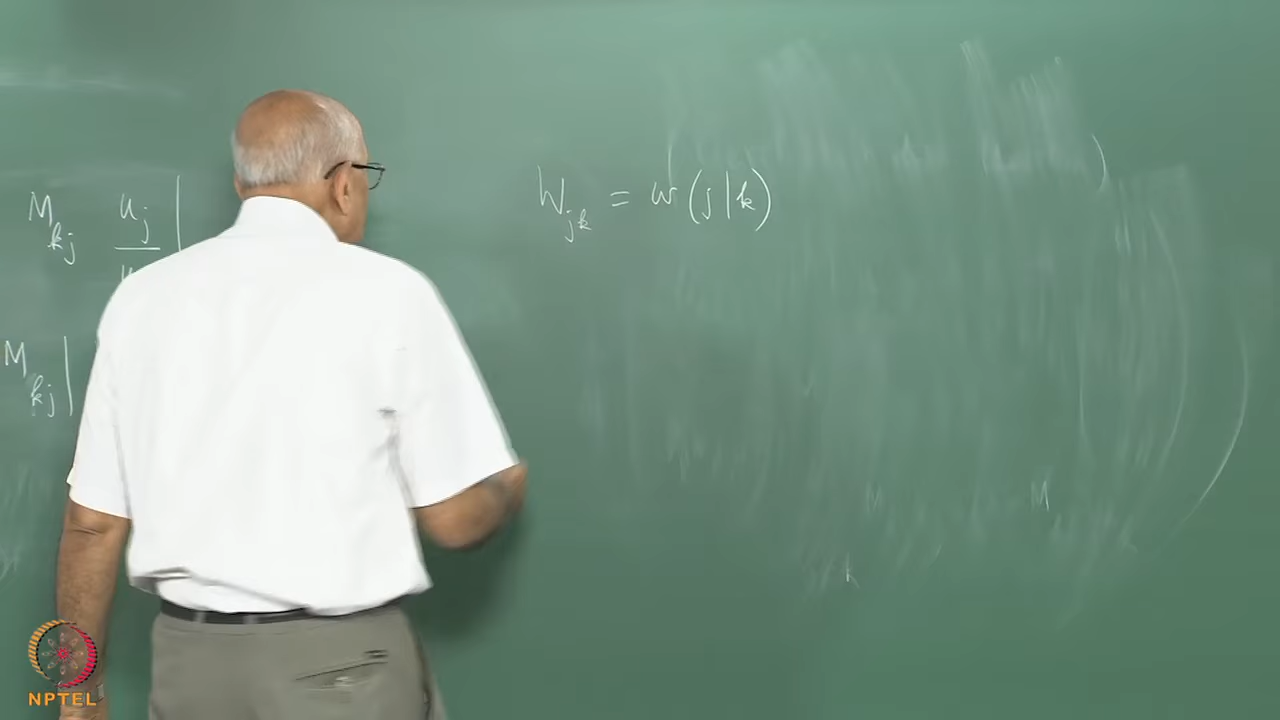 M_kj u_j |
W_jk = w(j|k)
M_kj |
M
NPTEL